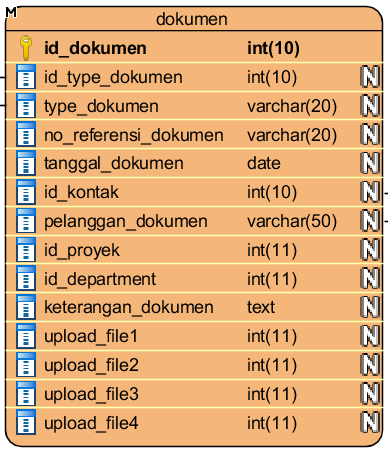 M
dokumen
id_dokumen int(10)
id_type_dokumen int(10) N
type_dokumen varchar(20) N
no_referensi_dokumen varchar(20) N
tanggal_dokumen date N
id_kontak int(10) N
pelanggan_dokumen varchar(50) N
id_proyek int(11) N
id_department int(11) N
keterangan_dokumen text N
upload_file1 int(11) N
upload_file2 int(11) N
upload_file3 int(11) N
upload_file4 int(11) N